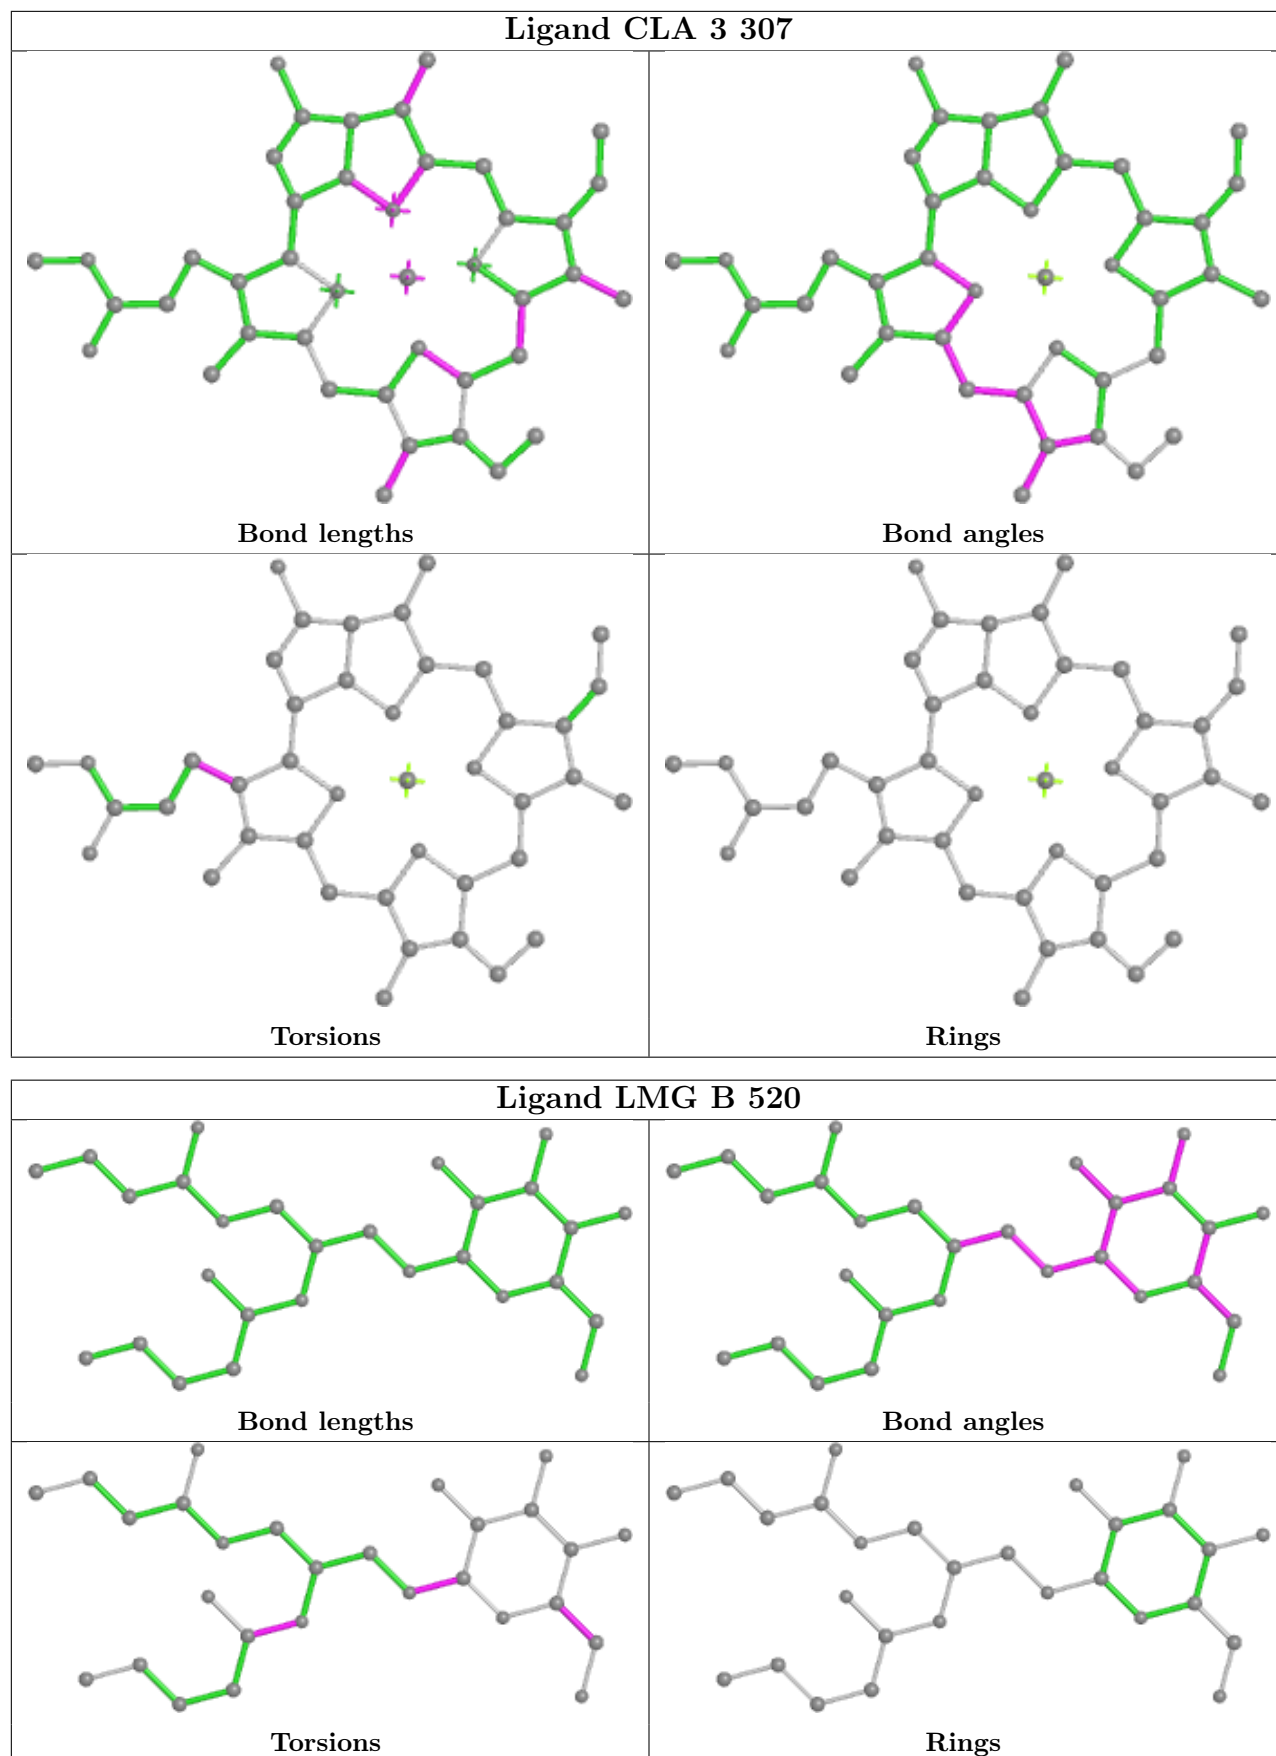 Ligand CLA 3 307
Bond lengths
Bond angles
Torsions
Rings
Ligand LMG B 520
Bond lengths
Bond angles
Torsions
Rings